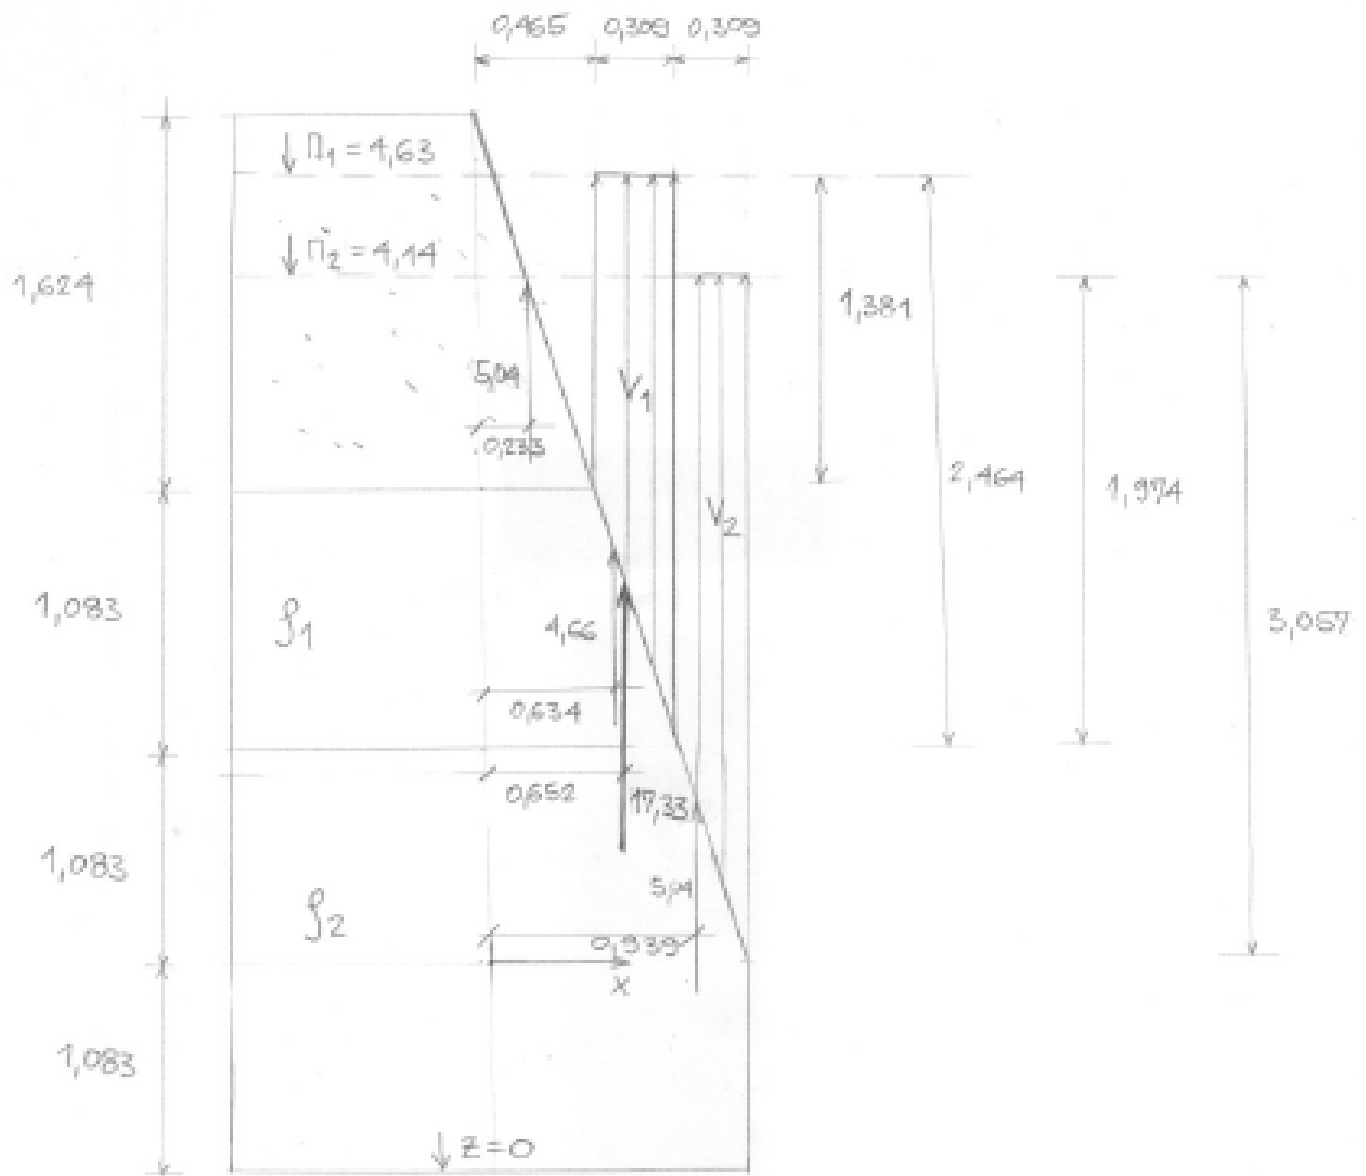 0,465 0,309 0,309
↓ Π₁ = 4,63
↓ Π₂ = 4,14
1,624
1,381
5,04
V₁
0,233
2,464
1,974
V₂
1,083
ρ₁
4,66
3,057
0,634
0,652
17,33
1,083
5,04
ρ₂
0,939
x
1,083
↓ z=0